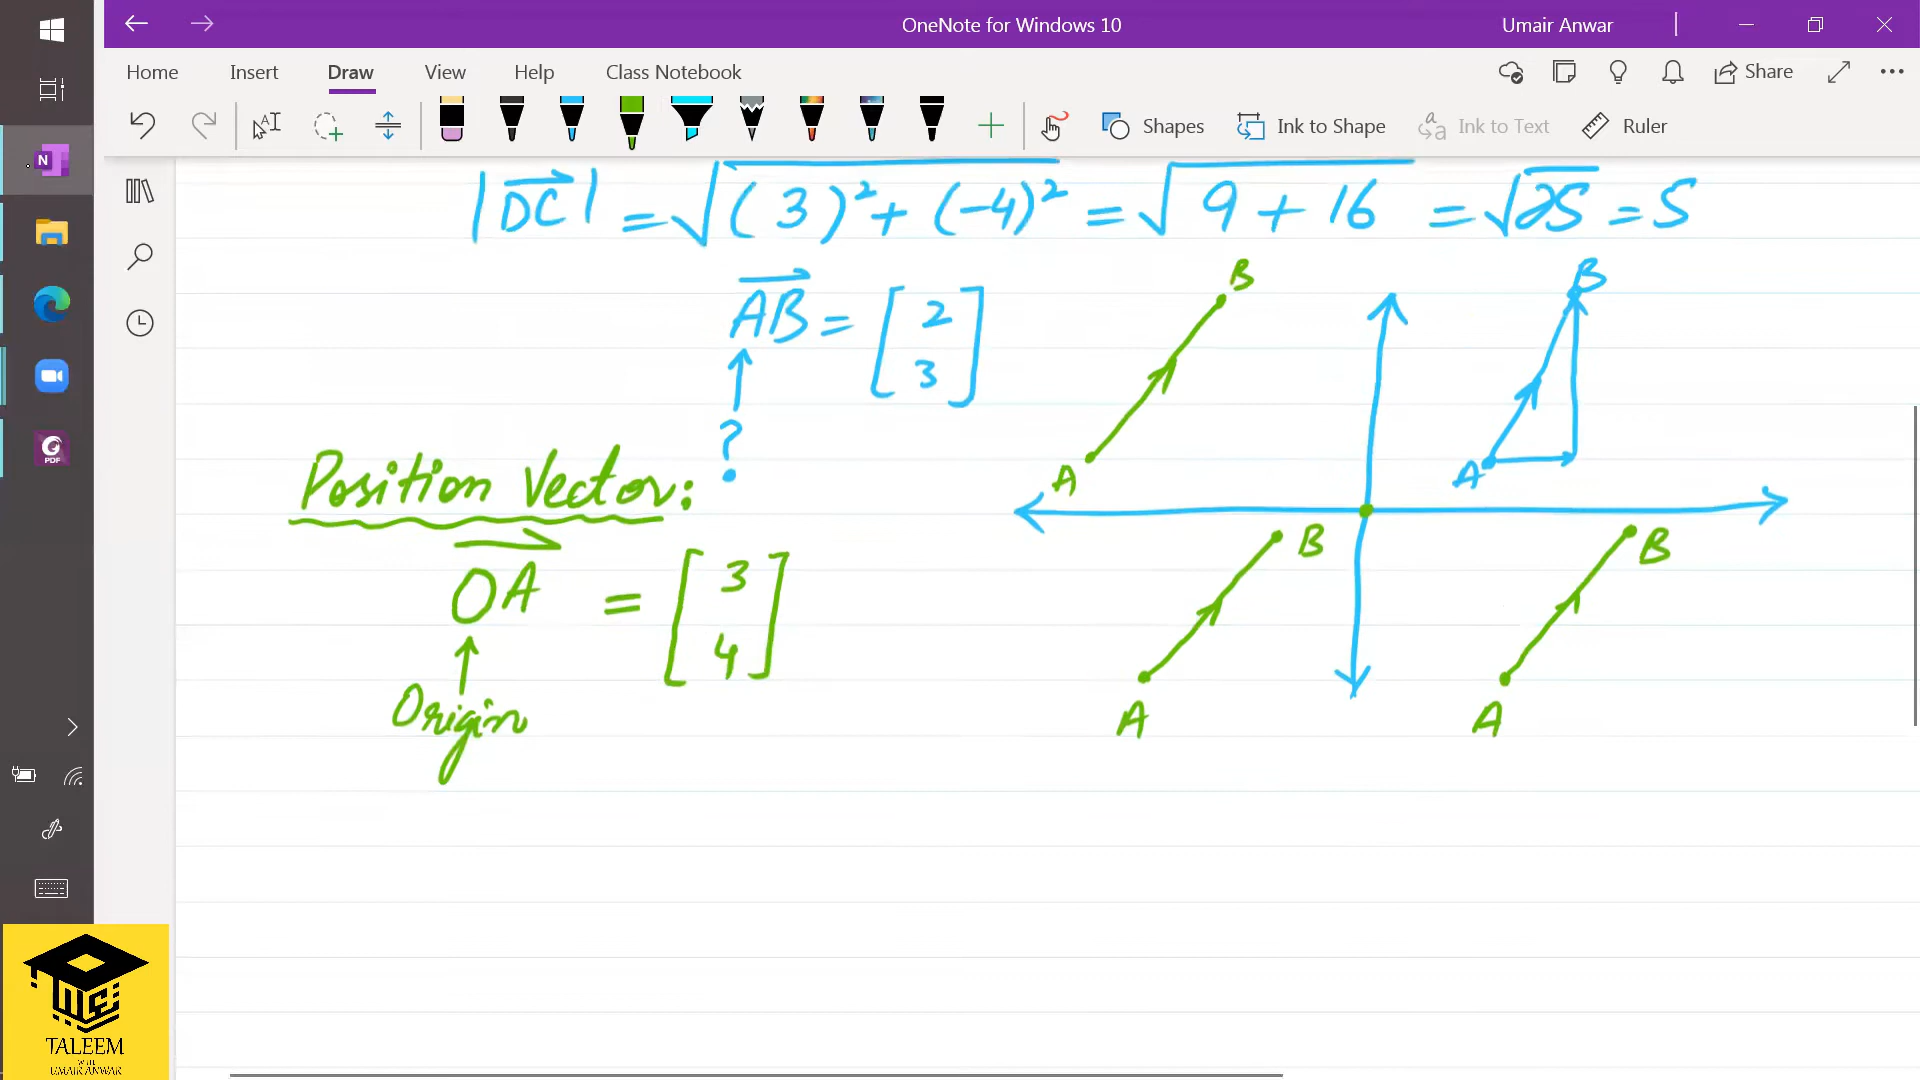 OneNote for Windows 10
Umair Anwar
Home Insert Draw View Help Class Notebook
Share
Shapes Ink to Shape Ink to Text Ruler
|DC| = √(3)² + (-4)² = √9 + 16 = √25 = 5
AB = [2 3]
?
B
A
B
A
Position Vector:
OA = [3 4]
Origin
B
A
B
A
N
PDF
TALEEM
WITH
UMAIR ANWAR